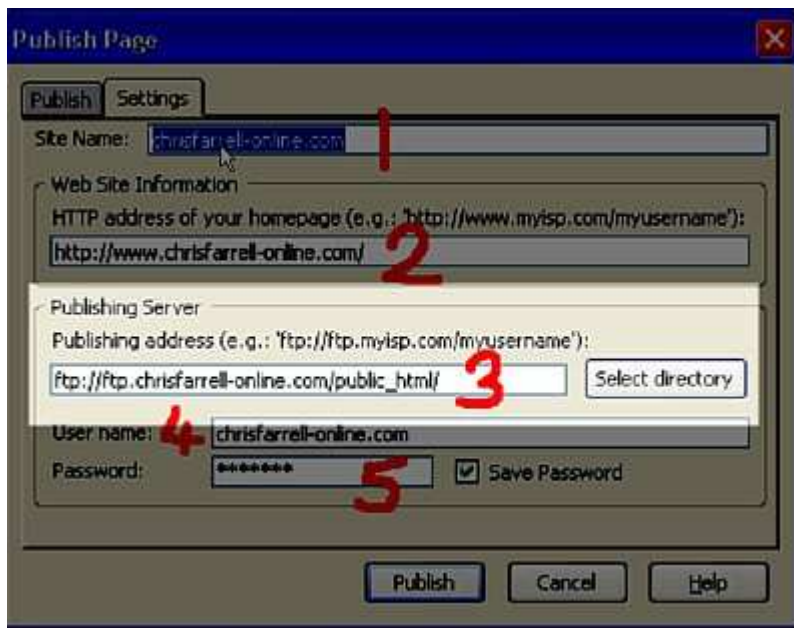 Publish Page
Publish Settings
Site Name: chrisfarrell-online.com 1
Web Site Information
HTTP address of your homepage (e.g.: 'http://www.myisp.com/myusername'):
http://www.chrisfarrell-online.com/ 2
Publishing Server
Publishing address (e.g.: 'ftp://ftp.myisp.com/myusername'):
ftp://ftp.chrisfarrell-online.com/public_html/ 3 Select directory
User name: 4 chrisfarrell-online.com
Password: ******* 5 Save Password
Publish Cancel Help